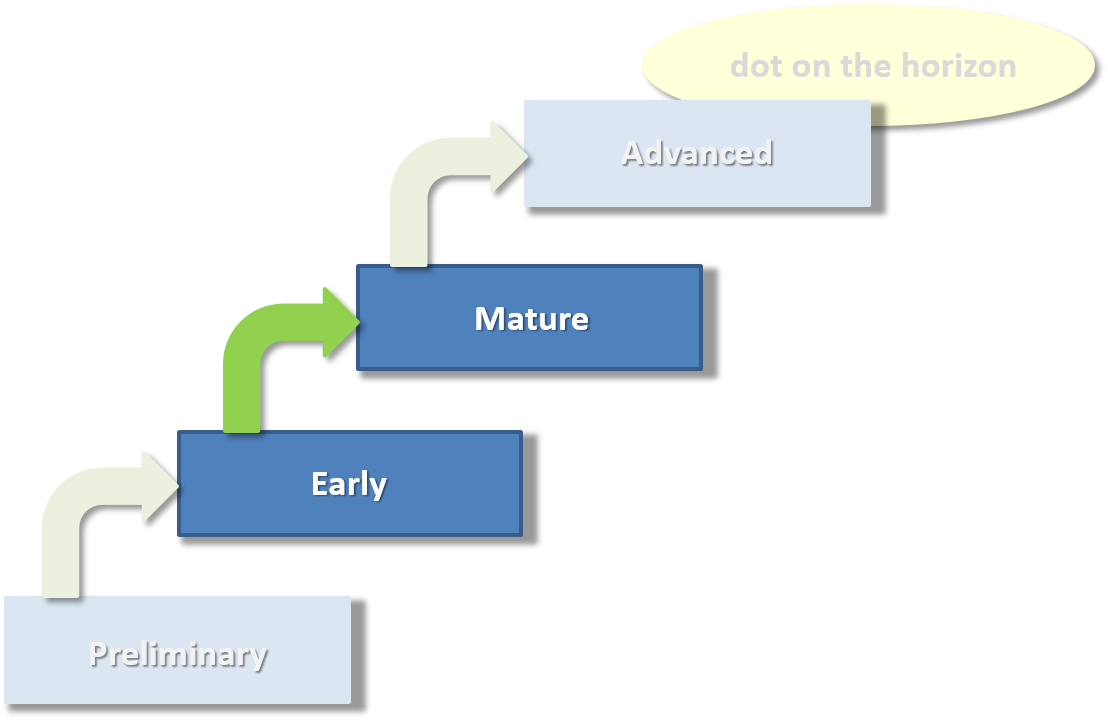 dot on the horizon
Advanced
Mature
Early
Preliminary